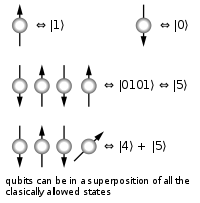 ⇔ |1⟩ ⇔ |0⟩
⇔ |0101⟩ ⇔ |5⟩
⇔ |4⟩ + |5⟩
qubits can be in a superposition of all the
clasically allowed states